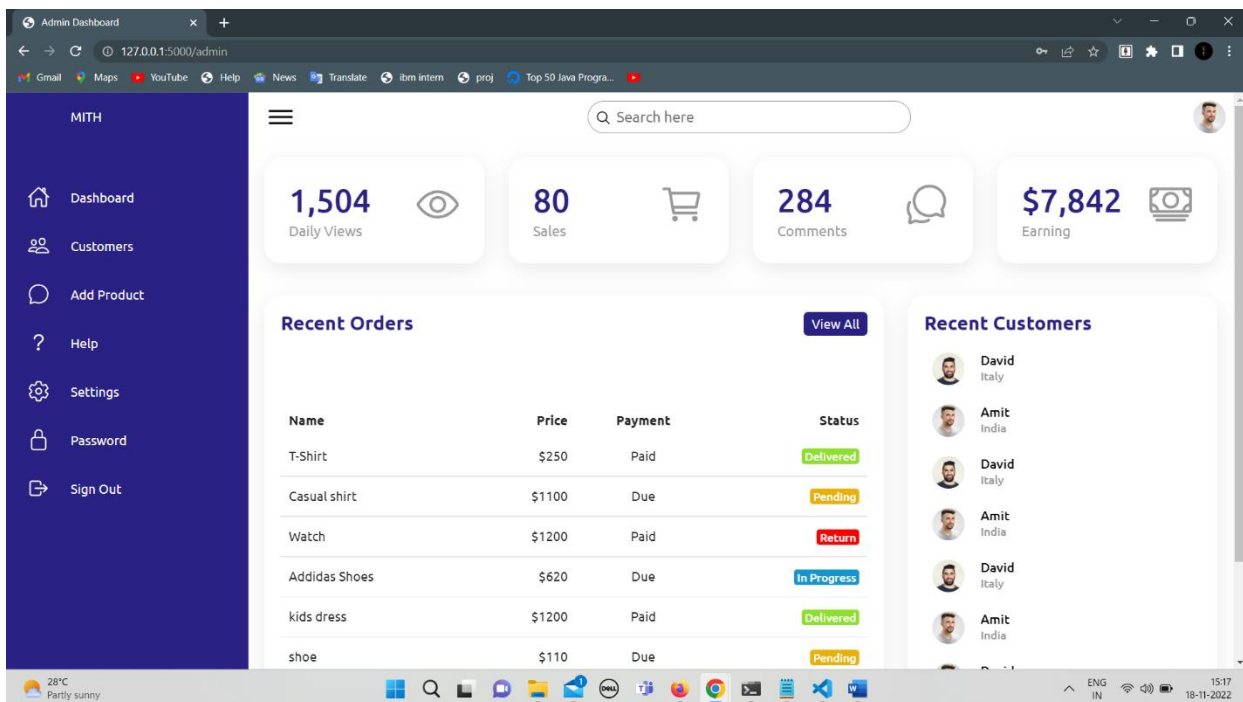 Admin Dashboard
127.0.0.1:5000/admin
Gmail Maps YouTube Help News Translate ibm intern proj Top 50 Java Progra...
MITH
Search here
Dashboard
Customers
Add Product
? Help
Settings
Password
Sign Out
1,504
Daily Views
80
Sales
284
Comments
$7,842
Earning
Recent Orders
View All
Name Price Payment Status
T-Shirt $250 Paid Delivered
Casual shirt $1100 Due Pending
Watch $1200 Paid Return
Addidas Shoes $620 Due In Progress
kids dress $1200 Paid Delivered
shoe $110 Due Pending
Recent Customers
David
Italy
Amit
India
David
Italy
Amit
India
David
Italy
Amit
India
28°C
Partly sunny
DELL
ENG
IN
15:17
18-11-2022